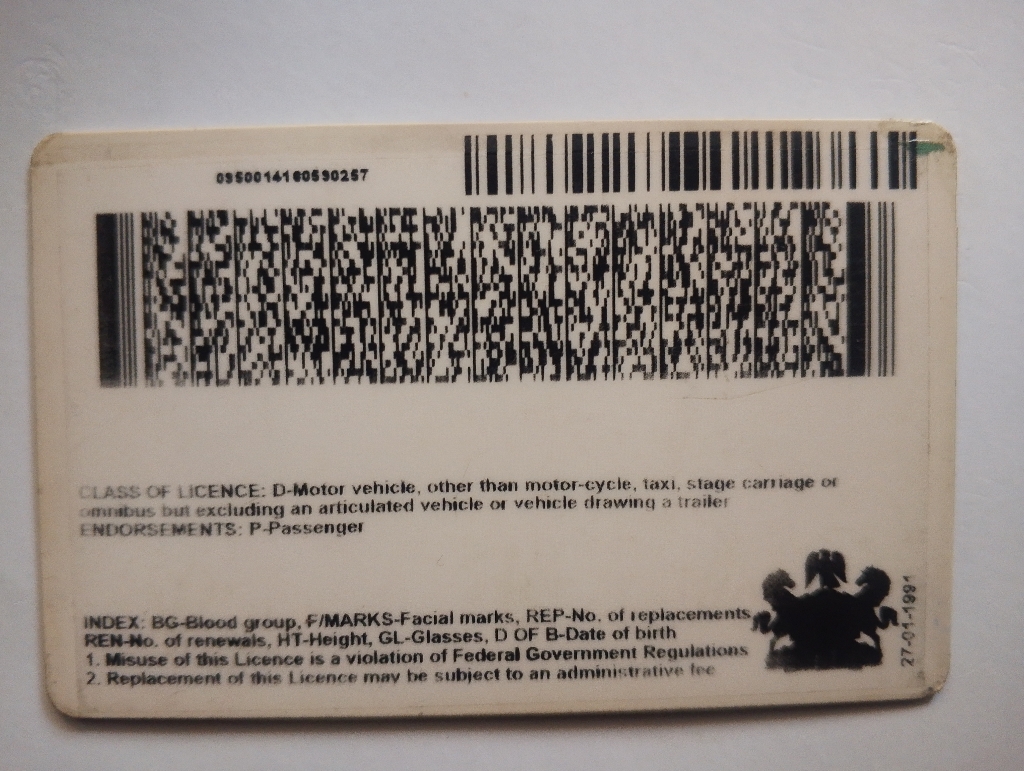 0950014160590257
CLASS OF LICENCE: D-Motor vehicle, other than motor-cycle, taxi, stage carriage or
omnibus but excluding an articulated vehicle or vehicle drawing a trailer
ENDORSEMENTS: P-Passenger
INDEX: BG-Blood group, F/MARKS-Facial marks, REP-No. of replacements
REN-No. of renewals, HT-Height, GL-Glasses, D OF B-Date of birth
1. Misuse of this Licence is a violation of Federal Government Regulations
2. Replacement of this Licence may be subject to an administrative fee
27-01-1991